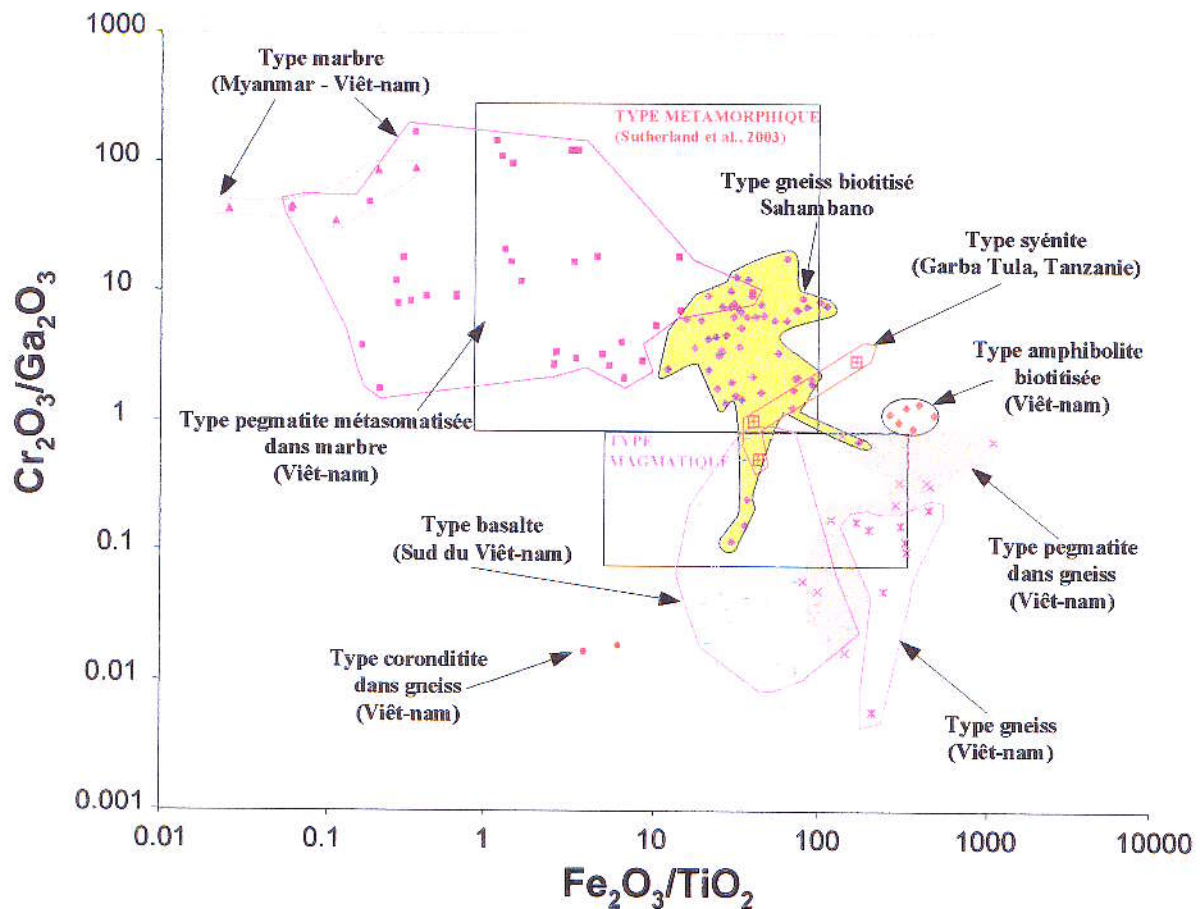 1000
100
10
1
0.1
0.01
0.001
Cr2O3/Ga2O3
Type marbre
(Myanmar - Viêt-nam)
TYPE METAMORPHIQUE
(Sutherland et al., 2003)
Type gneiss biotitisé
Sahambano
Type syénite
(Garba Tula, Tanzanie)
Type amphibolite
biotitisée
(Viêt-nam)
Type pegmatite métasomatisée
dans marbre
(Viêt-nam)
TYPE
MAGMATIQUE
Type basalte
(Sud du Viêt-nam)
Type pegmatite
dans gneiss
(Viêt-nam)
Type coronditite
dans gneiss
(Viêt-nam)
Type gneiss
(Viêt-nam)
0.01
0.1
1
10
100
1000
10000
Fe2O3/TiO2